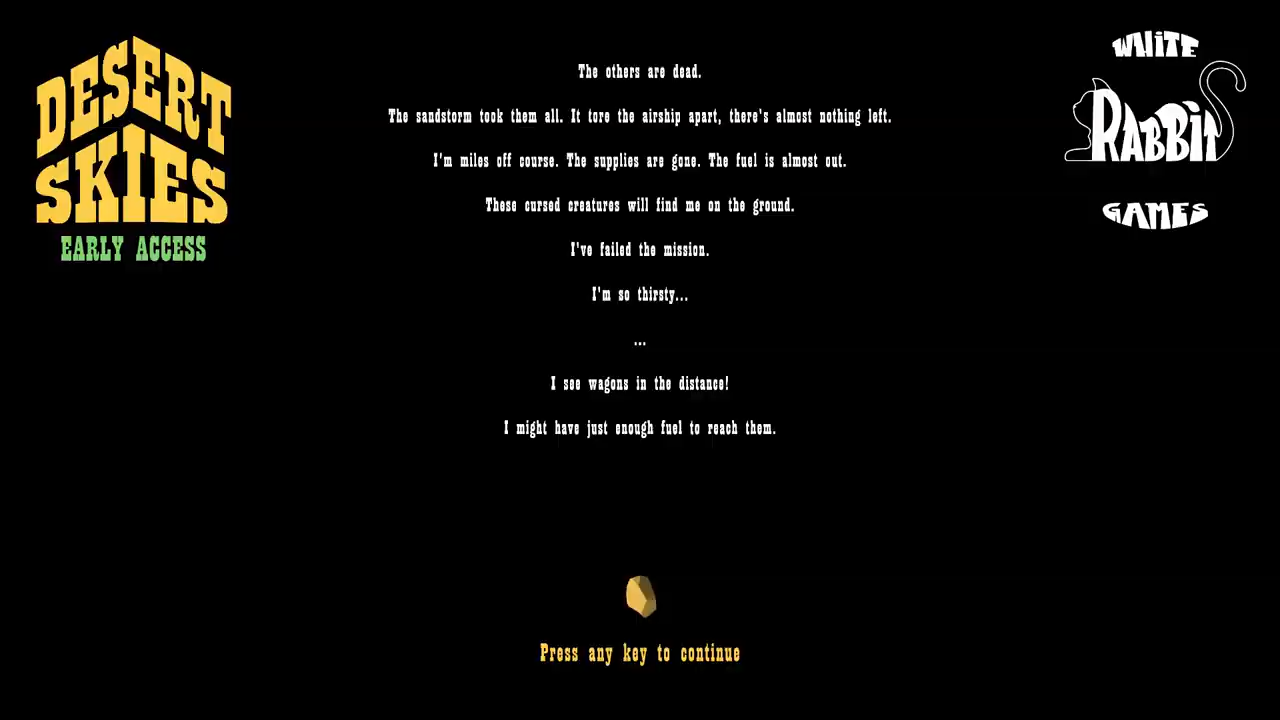 DESERT
SKIES
EARLY ACCESS
The others are dead.
The sandstorm took them all. It tore the airship apart, there's almost nothing left.
I'm miles off course. The supplies are gone. The fuel is almost out.
These cursed creatures will find me on the ground.
I've failed the mission.
I'm so thirsty...
...
I see wagons in the distance!
I might have just enough fuel to reach them.
Press any key to continue
WHITE
RABBIT
GAMES